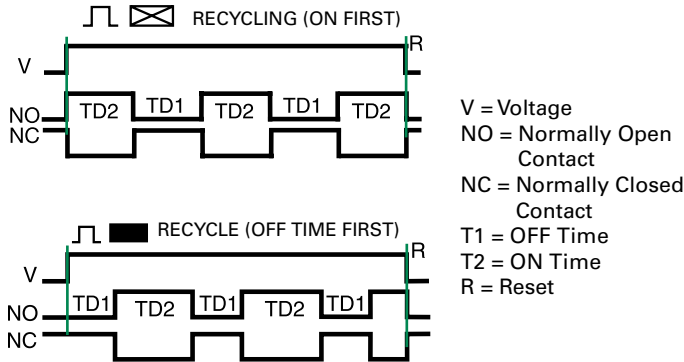 RECYCLING (ON FIRST)
R
V
NO TD2 TD1 TD2 TD1 TD2
NC
RECYCLE (OFF TIME FIRST)
R
V
NO TD1 TD2 TD1 TD2 TD1
NC
V = Voltage
NO = Normally Open
Contact
NC = Normally Closed
Contact
T1 = OFF Time
T2 = ON Time
R = Reset